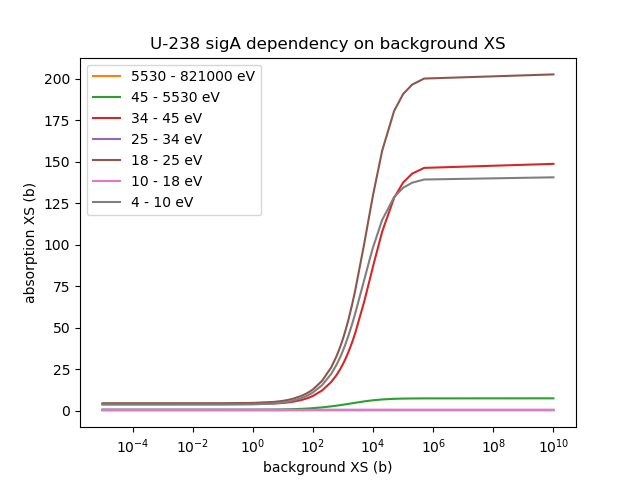 U-238 sigA dependency on background XS
absorption XS (b)
200
175
150
125
100
75
50
25
0
5530 - 821000 eV
45 - 5530 eV
34 - 45 eV
25 - 34 eV
18 - 25 eV
10 - 18 eV
4 - 10 eV
10⁻⁴ 10⁻² 10⁰ 10² 10⁴ 10⁶ 10⁸ 10¹⁰
background XS (b)